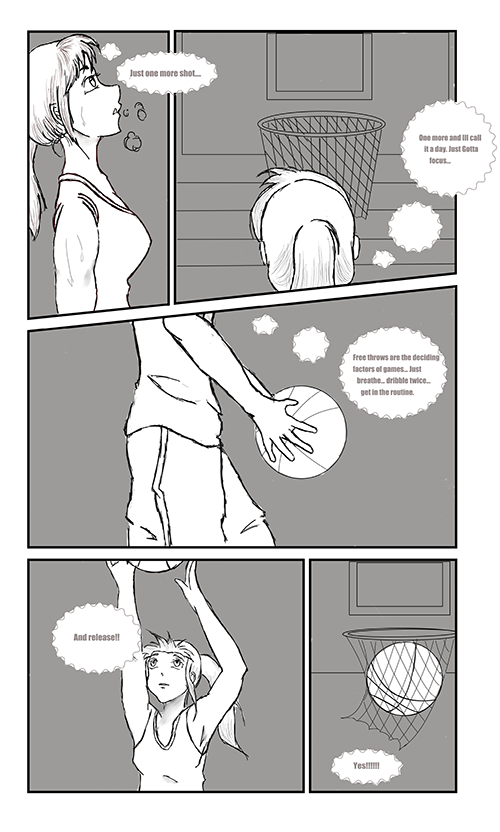 Just one more shot....
One more and Ill call
it a day. Just Gotta
focus...
Free throws are the deciding
factors of games... Just
breathe... dribble twice...
get in the routine.
And release!!
Yes!!!!!!